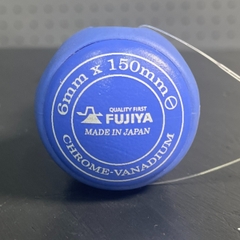 6mm x 150mm⊖
QUALITY FIRST
FUJIYA
MADE IN JAPAN
CHROME-VANADIUM